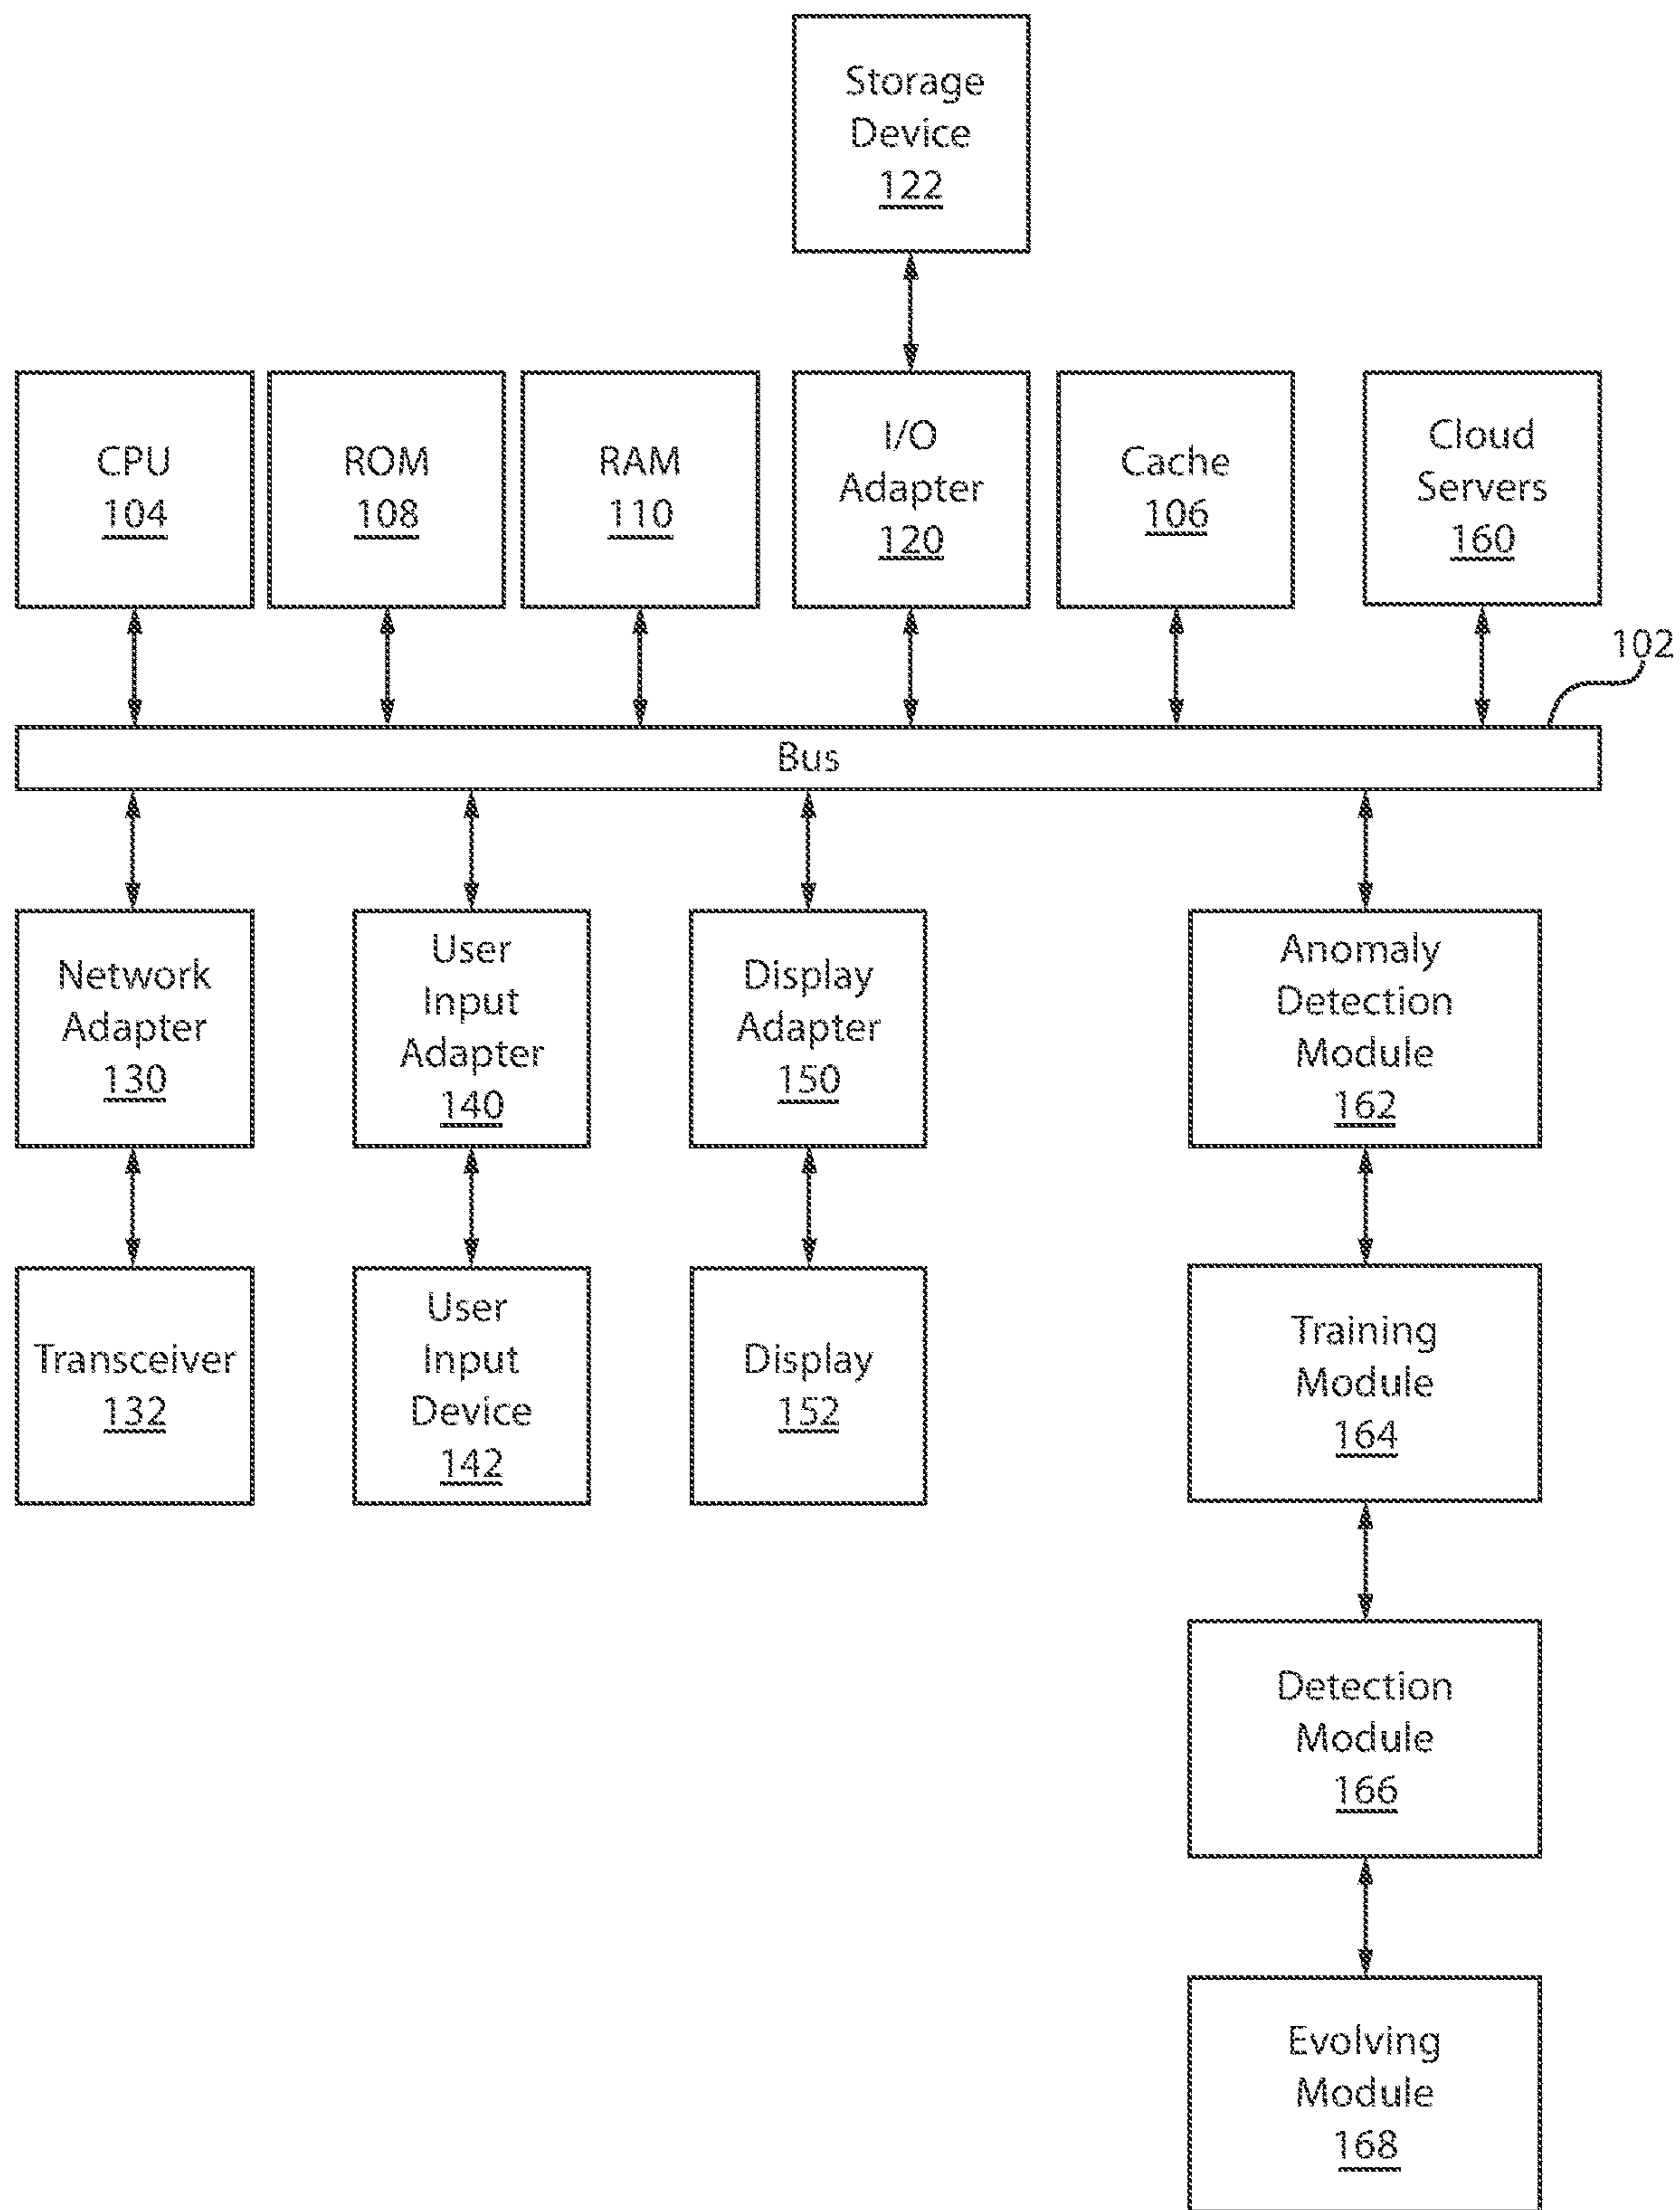 Storage
Device
122
CPU
104
ROM
108
RAM
110
I/O
Adapter
120
Cache
106
Cloud
Servers
160
102
Bus
Network
Adapter
130
User
Input
Adapter
140
Display
Adapter
150
Anomaly
Detection
Module
162
Transceiver
132
User
Input
Device
142
Display
152
Training
Module
164
Detection
Module
166
Evolving
Module
168